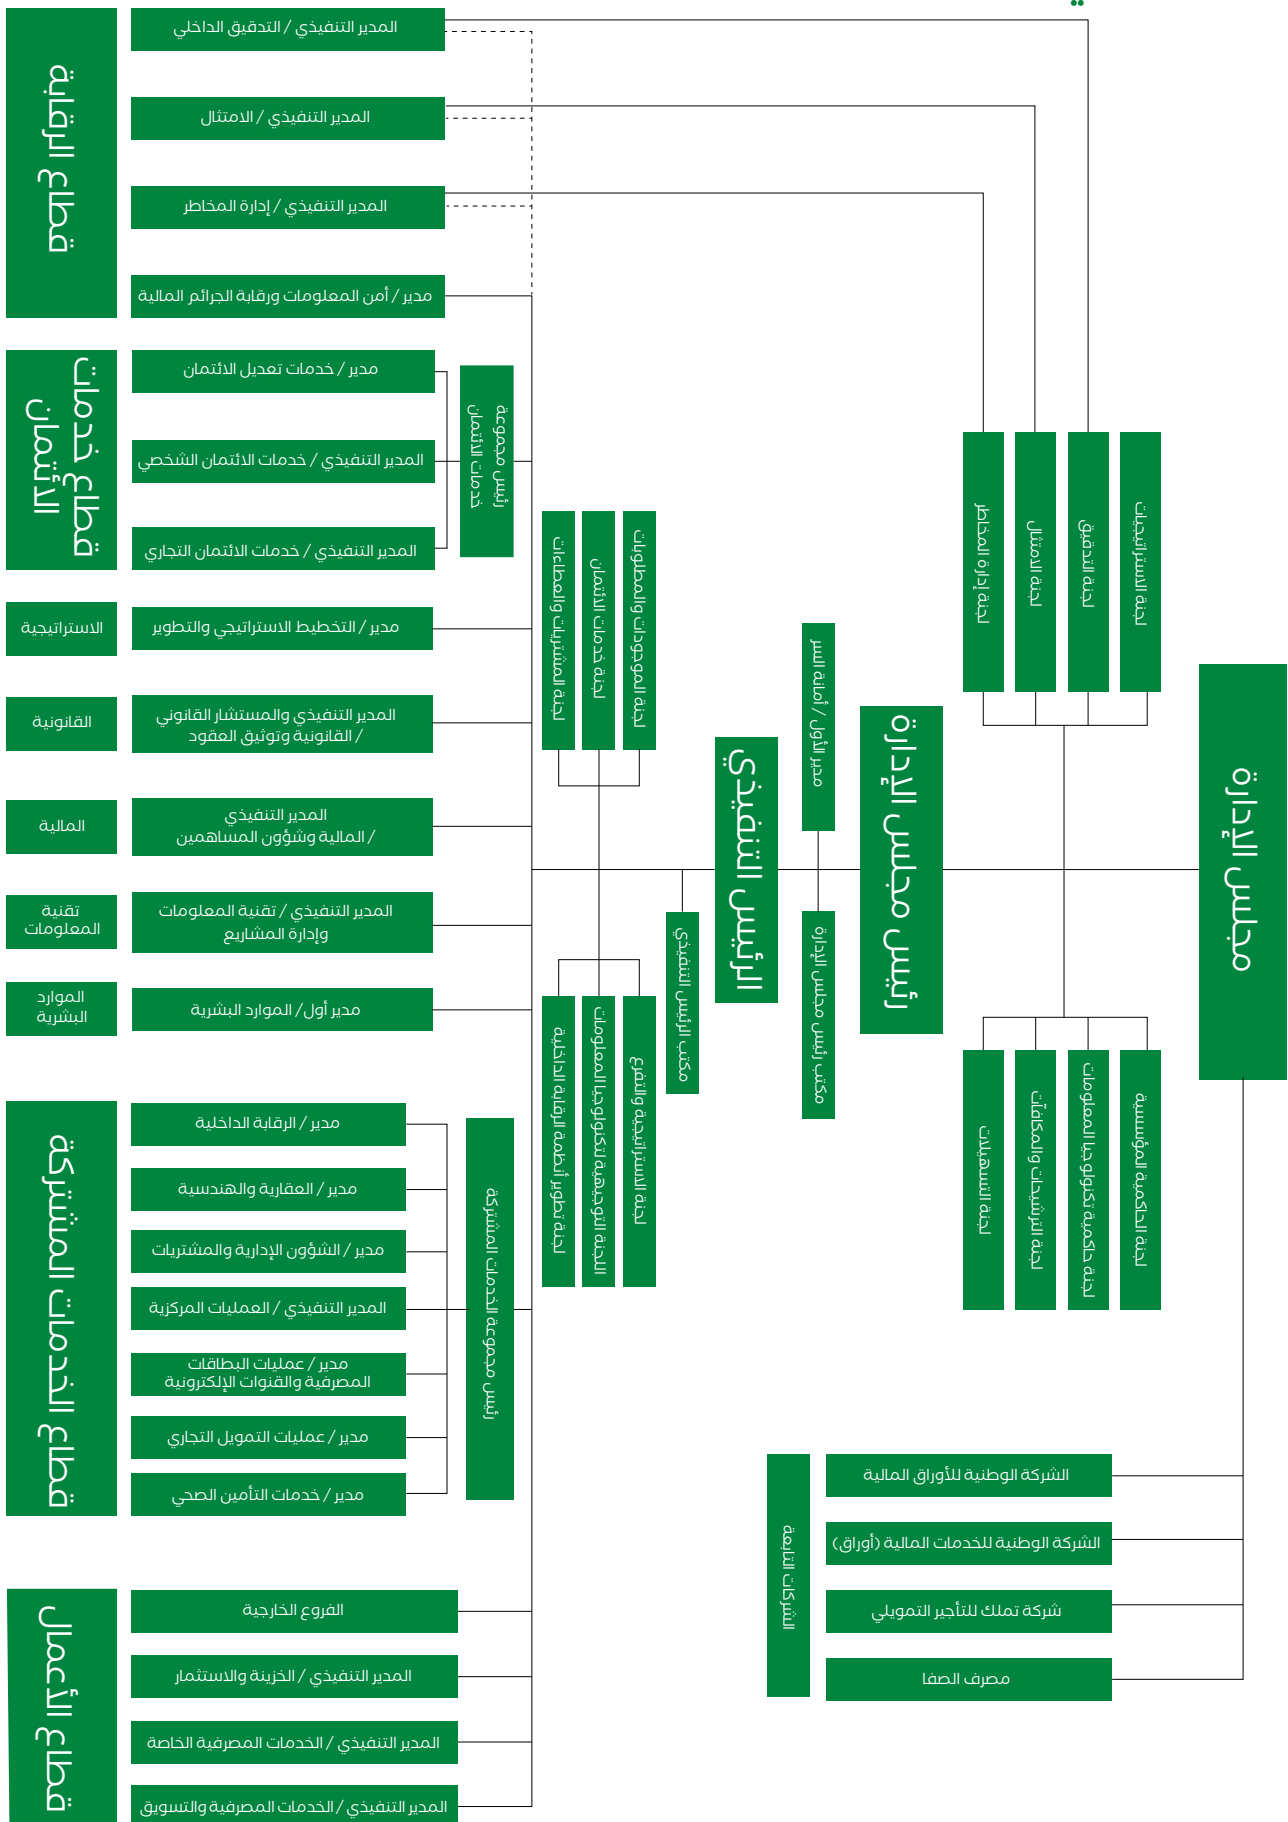 مجلس الإدارة
لجنة الاستراتيجيات
لجنة التدقيق
لجنة الامتثال
لجنة إدارة المخاطر
لجنة الحاكمية المؤسسية
لجنة حاكمية تكنولوجيا المعلومات
لجنة الترشيحات والمكافآت
لجنة التسهيلات
رئيس مجلس الإدارة
مدير الأول / أمانة السر
مكتب رئيس مجلس الإدارة
الرئيس التنفيذي
مكتب الرئيس التنفيذي
لجنة الموجودات والمطلوبات
لجنة خدمات الائتمان
لجنة المشتريات والعطاءات
لجنة الاستراتيجية والتفرع
اللجنة التوجيهية لتكنولوجيا المعلومات
لجنة تطوير أنظمة الرقابة الداخلية
الشركات التابعة
الشركة الوطنية للأوراق المالية
الشركة الوطنية للخدمات المالية (أوراق)
شركة تملك للتأجير التمويلي
مصرف الصفا
قطاع الرقابة
المدير التنفيذي / التدقيق الداخلي
المدير التنفيذي / الامتثال
المدير التنفيذي / إدارة المخاطر
مدير / أمن المعلومات ورقابة الجرائم المالية
قطاع خدمات
الائتمان
رئيس مجموعة
خدمات الائتمان
مدير / خدمات تعديل الائتمان
المدير التنفيذي / خدمات الائتمان الشخصي
المدير التنفيذي / خدمات الائتمان التجاري
الاستراتيجية
مدير / التخطيط الاستراتيجي والتطوير
القانونية
المدير التنفيذي والمستشار القانوني
/ القانونية وتوثيق العقود
المالية
المدير التنفيذي
/ المالية وشؤون المساهمين
تقنية
المعلومات
المدير التنفيذي / تقنية المعلومات
وإدارة المشاريع
الموارد
البشرية
مدير أول/ الموارد البشرية
قطاع الخدمات المشتركة
رئيس مجموعة الخدمات المشتركة
مدير / الرقابة الداخلية
مدير / العقارية والهندسية
مدير / الشؤون الإدارية والمشتريات
المدير التنفيذي / العمليات المركزية
مدير / عمليات البطاقات
المصرفية والقنوات الإلكترونية
مدير / عمليات التمويل التجاري
مدير / خدمات التأمين الصحي
قطاع الأعمال
الفروع الخارجية
المدير التنفيذي / الخزينة والاستثمار
المدير التنفيذي / الخدمات المصرفية الخاصة
المدير التنفيذي / الخدمات المصرفية والتسويق